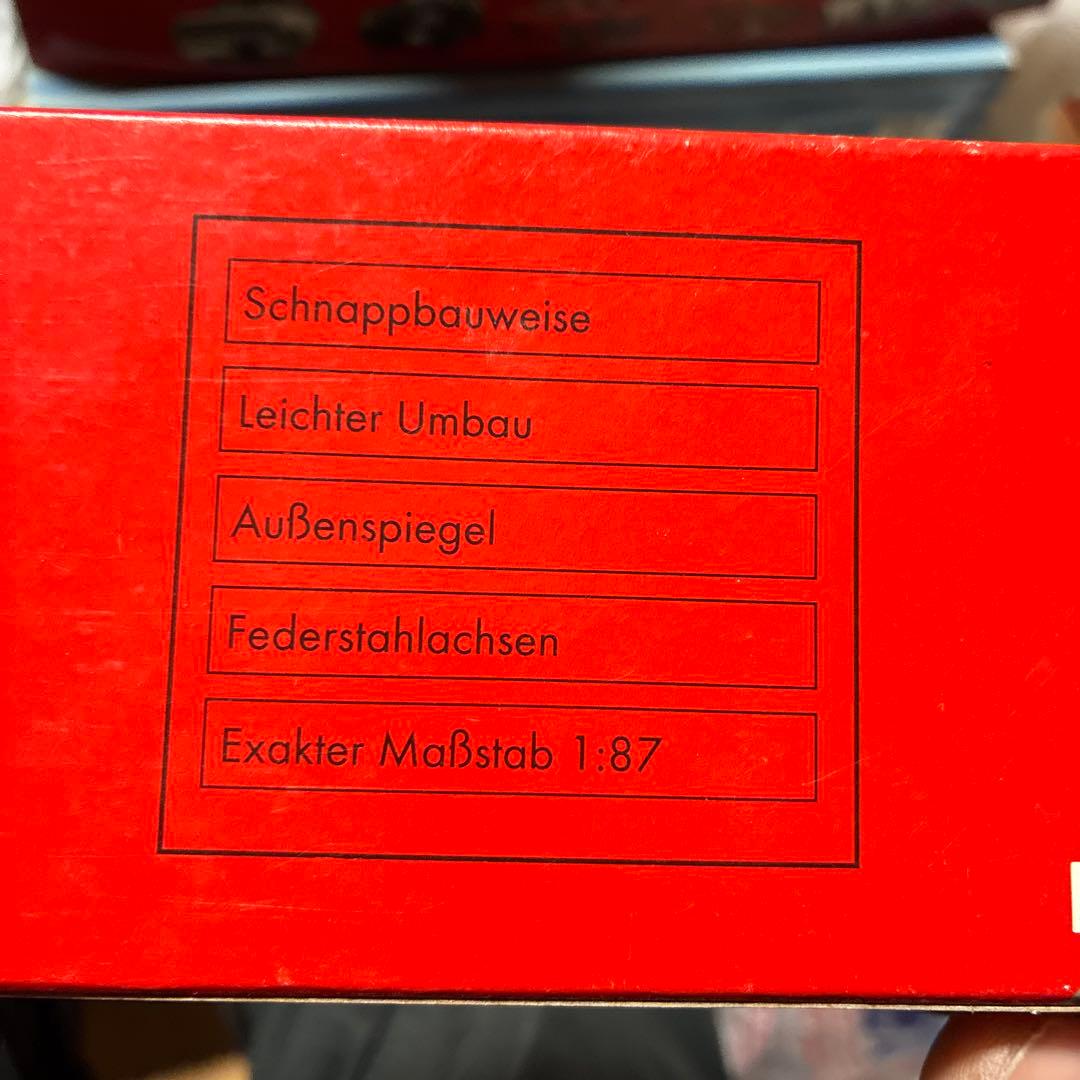 Schnappbauweise
Leichter Umbau
Außenspiegel
Federstahlachsen
Exakter Maßstab 1:87